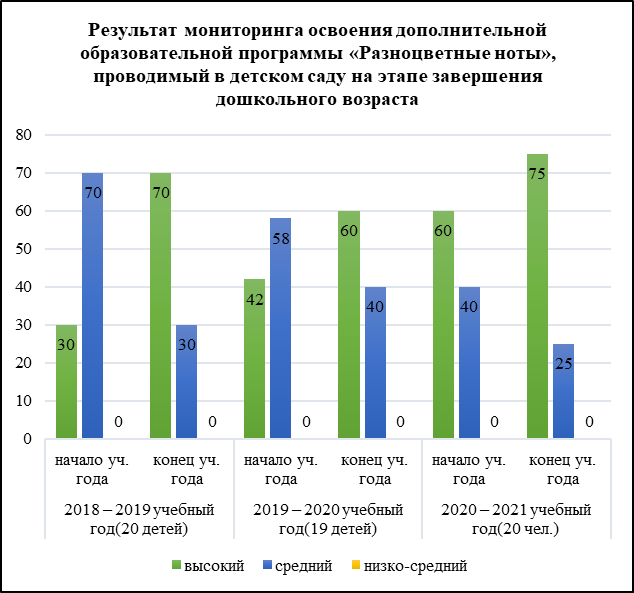 Результат мониторинга освоения дополнительной
образовательной программы «Разноцветные ноты»,
проводимый в детском саду на этапе завершения
дошкольного возраста
80
70
60
50
40
30
20
10
0
30
70
0
70
30
0
42
58
0
60
40
0
60
40
0
75
25
0
начало уч. года
конец уч. года
начало уч. года
конец уч. года
начало уч. года
конец уч. года
2018 – 2019 учебный
год(20 детей)
2019 – 2020 учебный
год(19 детей)
2020 – 2021 учебный
год(20 чел.)
высокий
средний
низко-средний